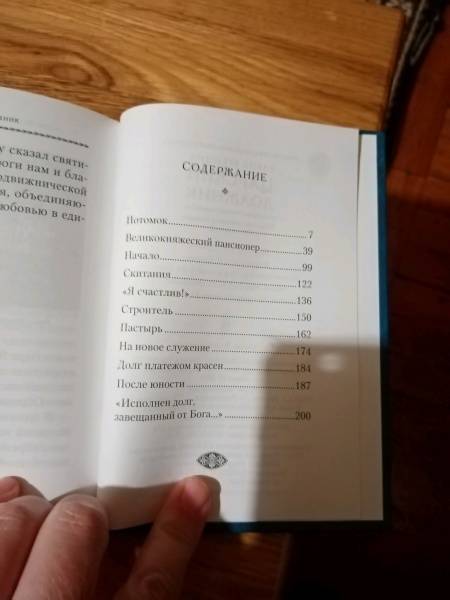 ник
у сказал святи-
роги нам и бла-
одвижнической
я, объединяю-
любовью в еди-
СОДЕРЖАНИЕ
Потомок 7
Великокняжеский пансионер 39
Начало 99
Скитания 122
«Я счастлив!» 136
Строитель 150
Пастырь 162
На новое служение 174
Долг платежом красен 184
После юности 187
«Исполнен долг,
завещанный от Бога...» 200